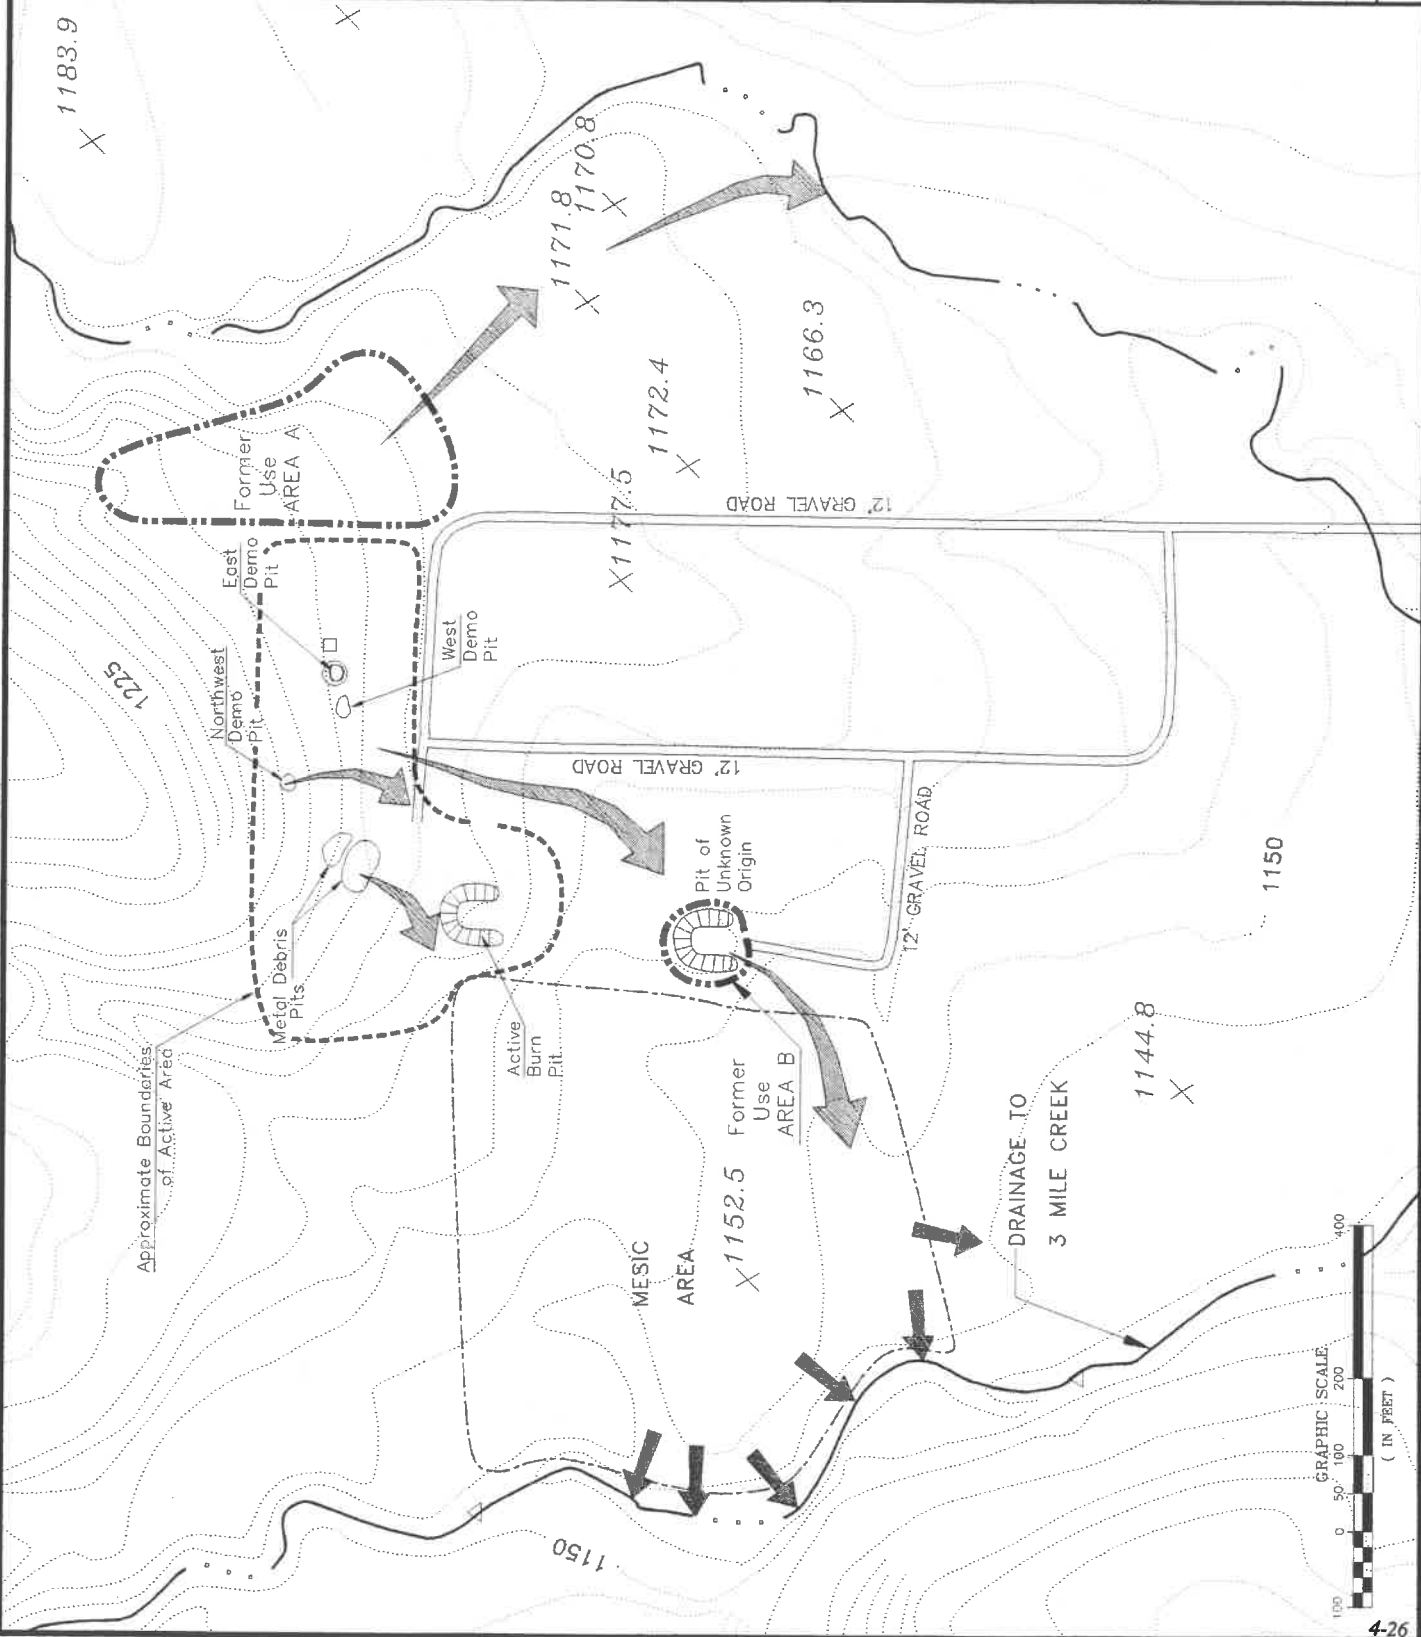 1183.9
1171.8
1170.8
1172.4
1166.3
1177.5
Former
Use
AREA A
East
Demo
Pit
Northwest
Demo
Pit
1225
West
Demo
Pit
12' GRAVEL ROAD
12' GRAVEL ROAD
12' GRAVEL ROAD
Pit of
Unknown
Origin
1150
Metal Debris
Pits
Active
Burn
Pit
Approximate Boundaries
of Active Area
Former
Use
AREA B
1144.8
MESIC
AREA
1152.5
DRAINAGE TO
3 MILE CREEK
1150
GRAPHIC SCALE
100 0 50 100 200 400
( IN FEET )
4-26